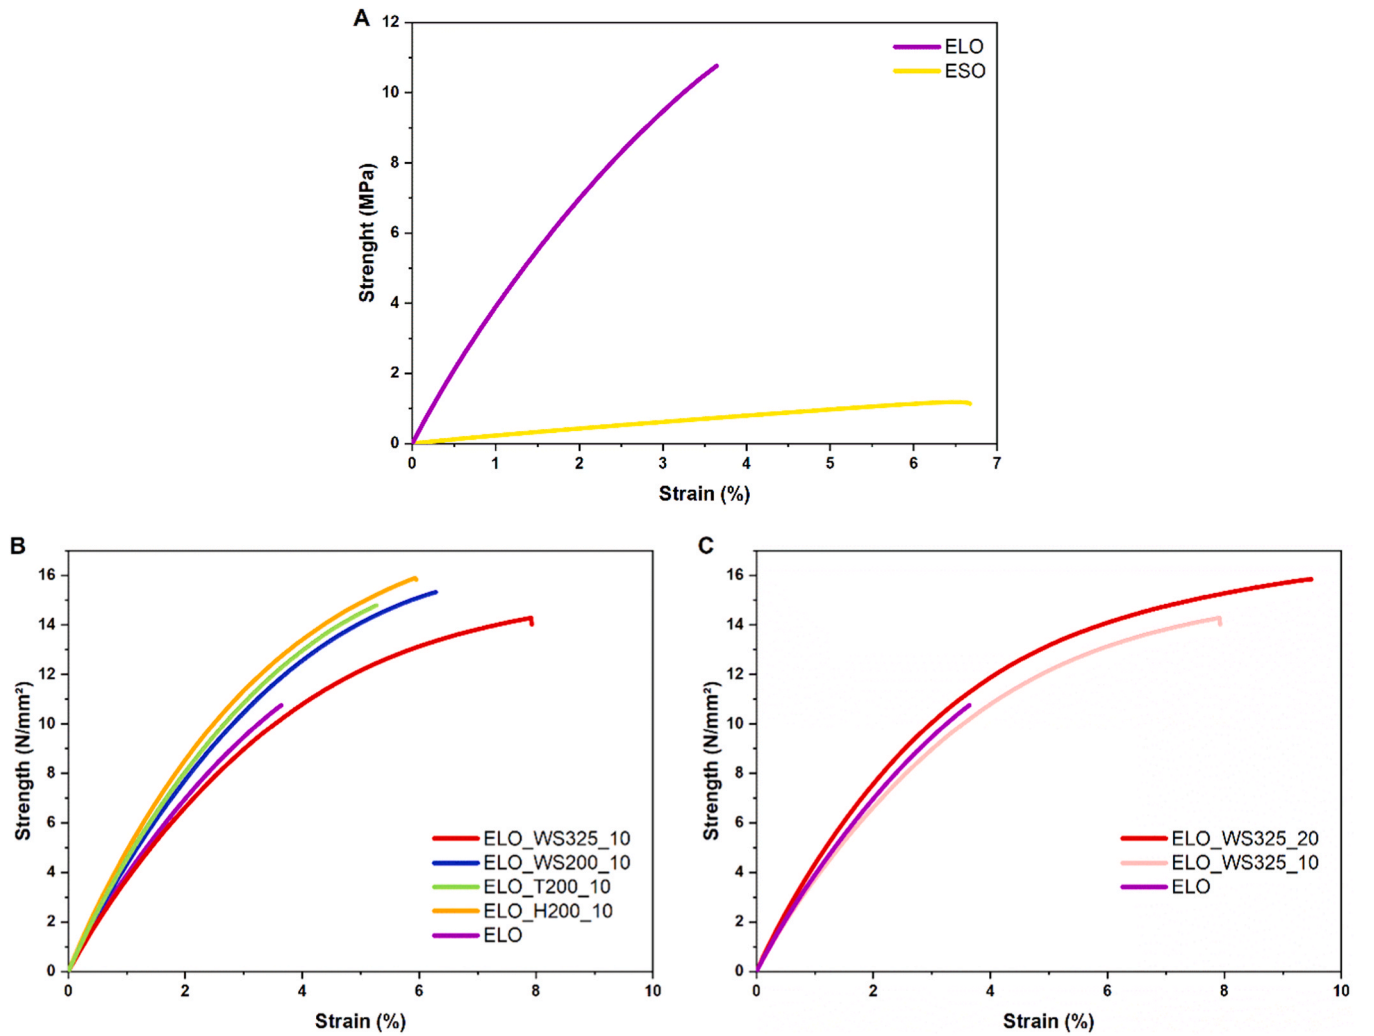 A
12
10
8
6
4
2
0
Strenght (MPa)
ELO
ESO
0 1 2 3 4 5 6 7
Strain (%)
B
16
14
12
10
8
6
4
2
0
Strength (N/mm²)
ELO_WS325_10
ELO_WS200_10
ELO_T200_10
ELO_H200_10
ELO
0 2 4 6 8 10
Strain (%)
C
16
14
12
10
8
6
4
2
0
Strength (N/mm²)
ELO_WS325_20
ELO_WS325_10
ELO
0 2 4 6 8 10
Strain (%)